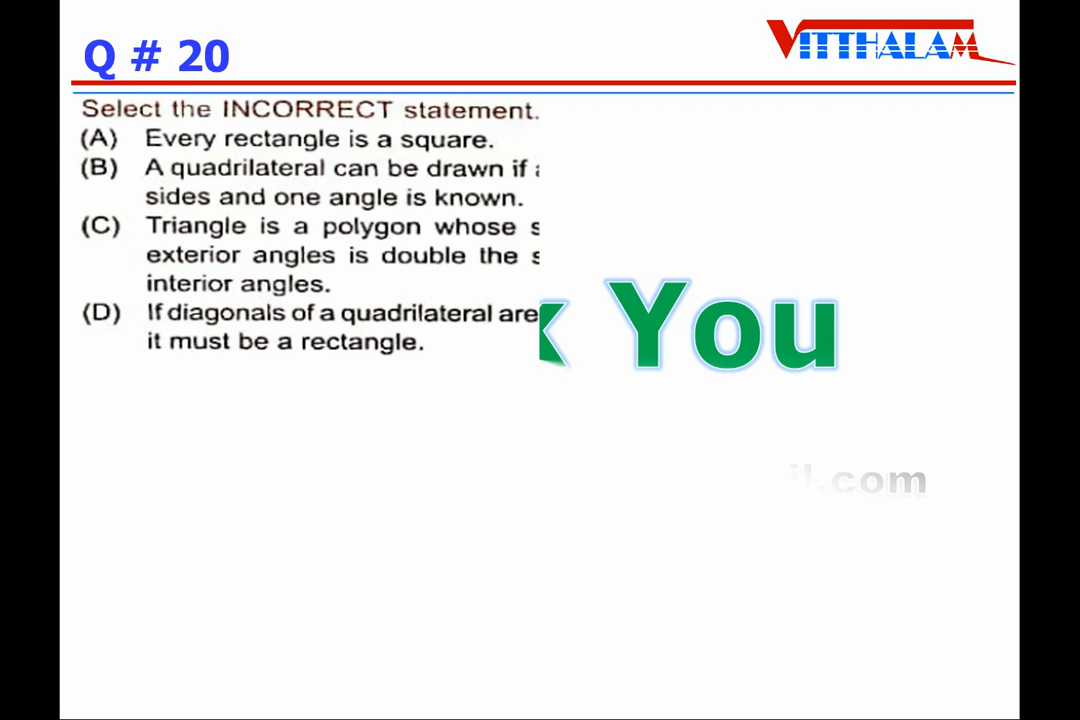 Q # 20
VITTHALAM
Select the INCORRECT statement.
(A) Every rectangle is a square.
(B) A quadrilateral can be drawn if
sides and one angle is known.
(C) Triangle is a polygon whose
exterior angles is double the
interior angles.
(D) If diagonals of a quadrilateral are
it must be a rectangle.
You
il.com